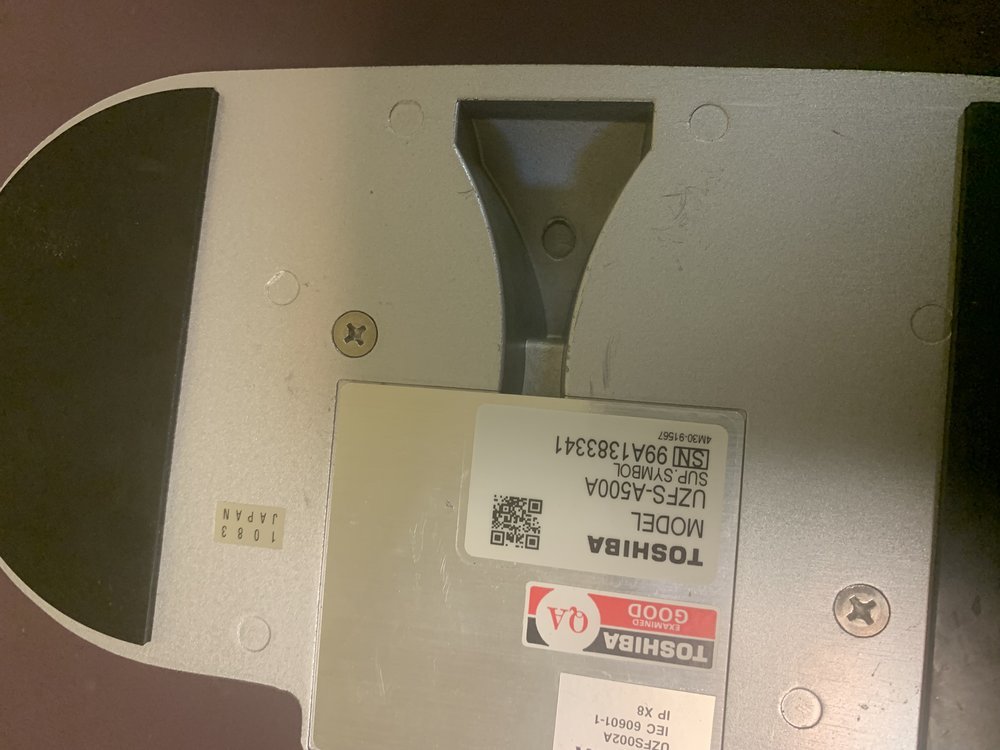 TOSHIBA
MODEL
UZFS-A500A
SUP.SYMBOL
SN 99A1383341
4M30-91567
TOSHIBA
EXAMINED
GOOD
QA
UZFS002A
IEC 60601-1
IP X8
1083
JAPAN